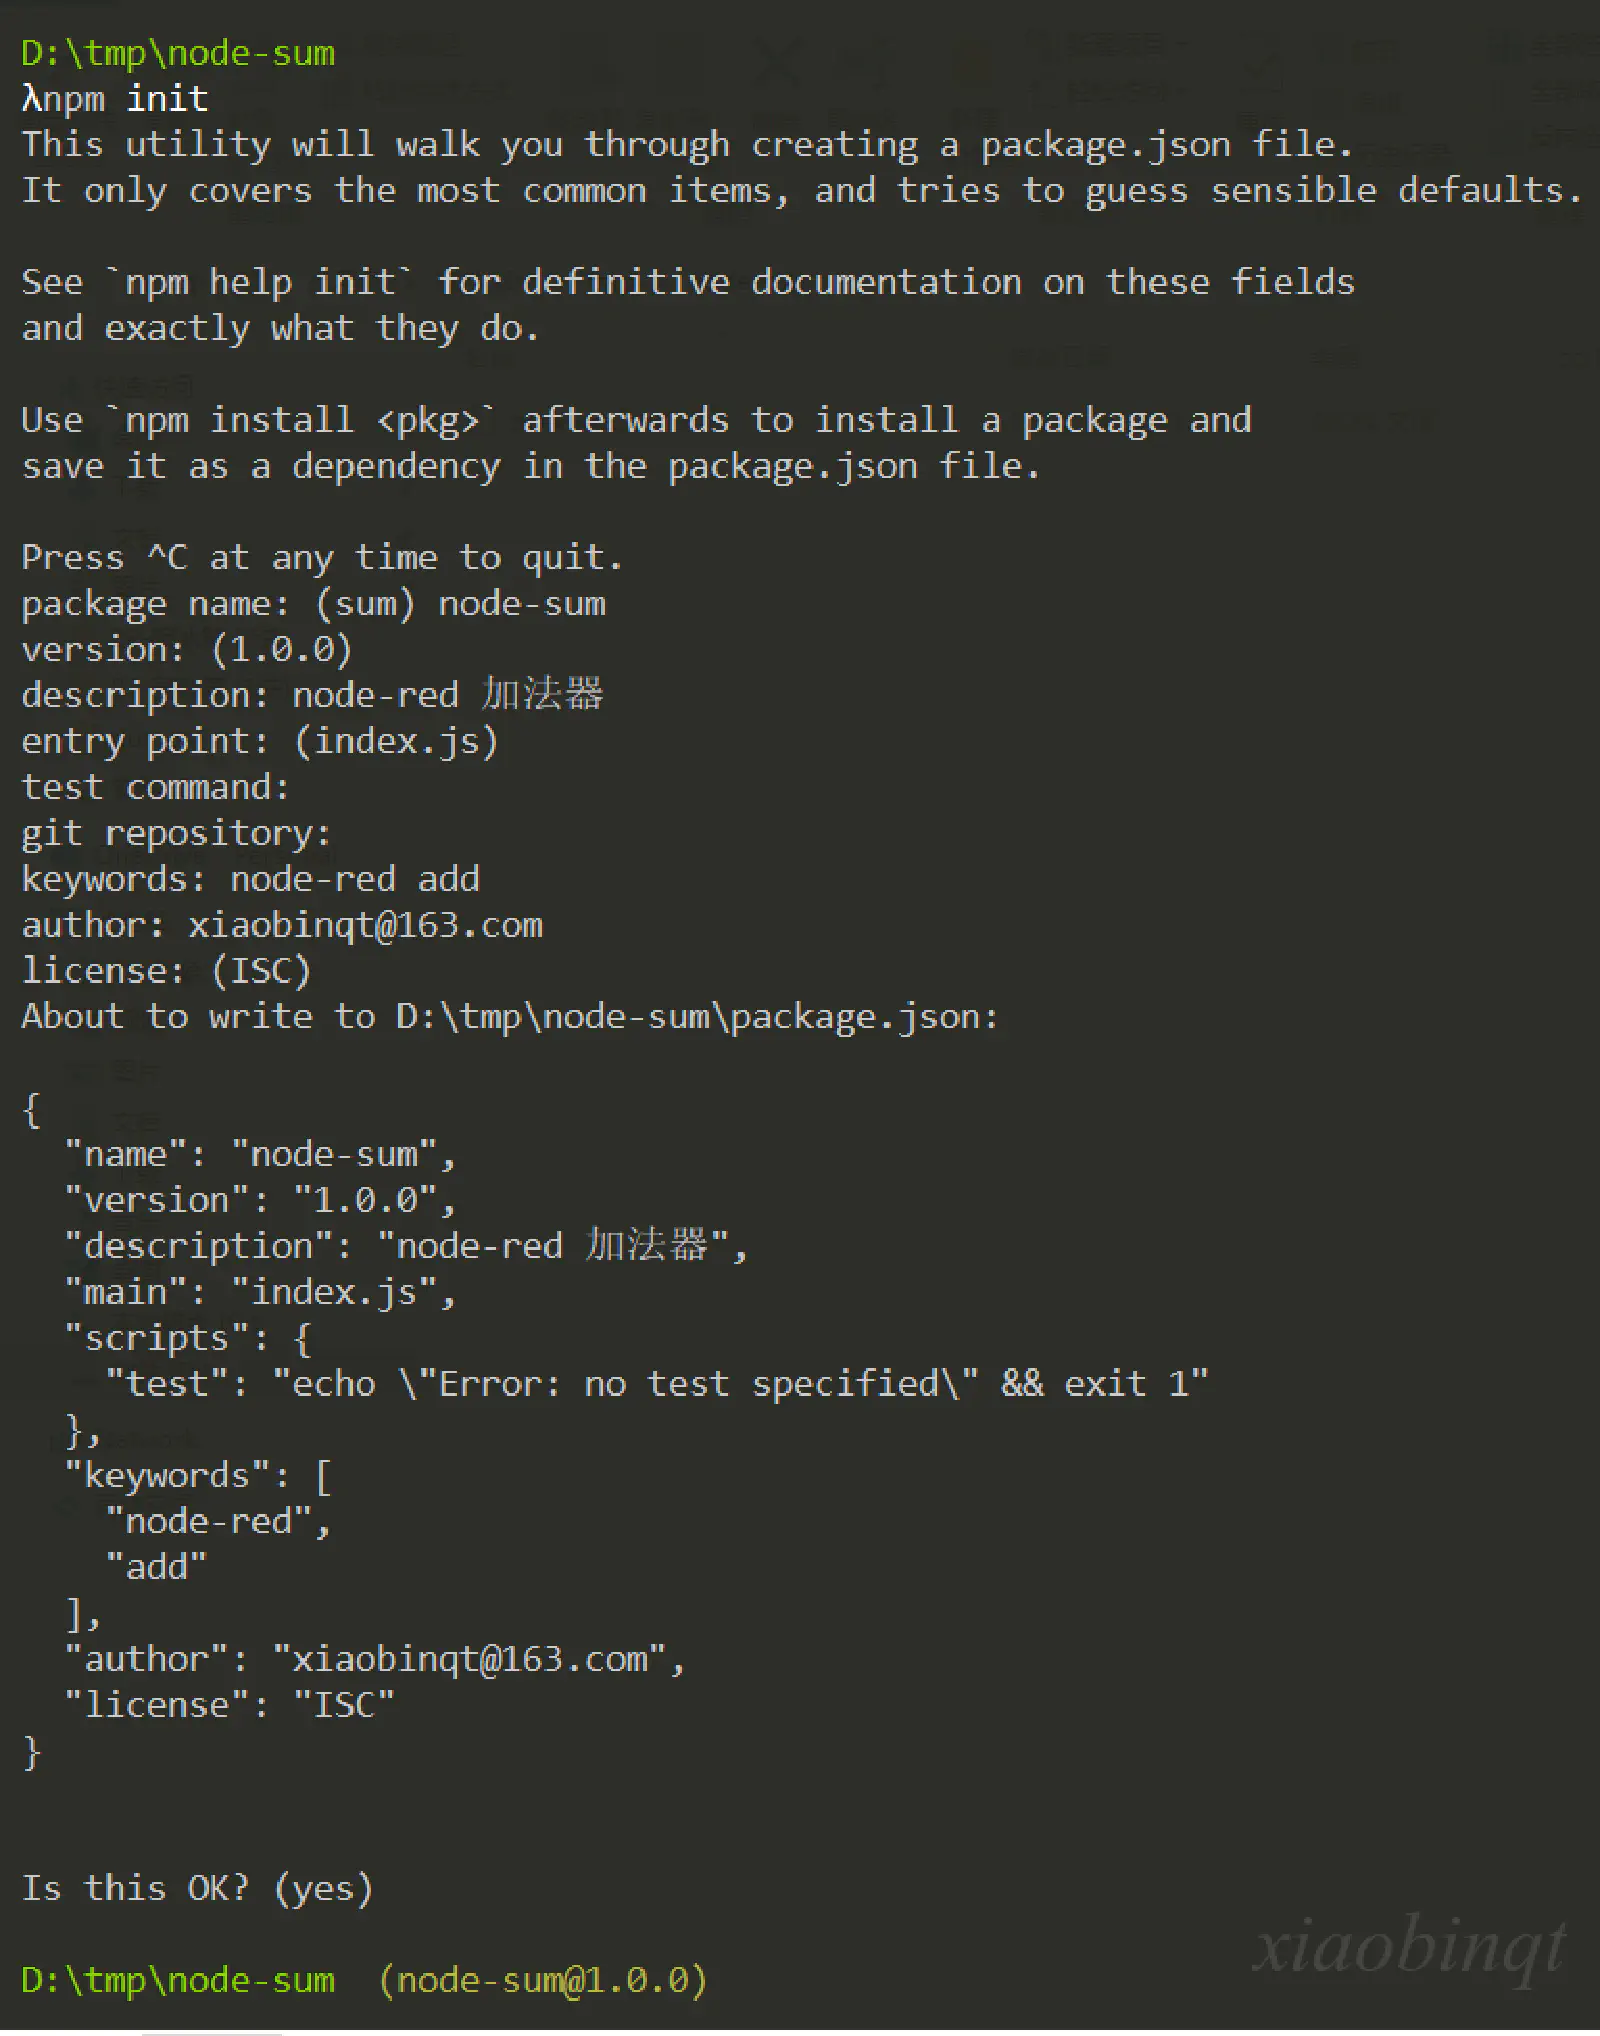 D:\tmp\node-sum
λnpm init
This utility will walk you through creating a package.json file.
It only covers the most common items, and tries to guess sensible defaults.
See `npm help init` for definitive documentation on these fields
and exactly what they do.
Use `npm install <pkg>` afterwards to install a package and
save it as a dependency in the package.json file.
Press ^C at any time to quit.
package name: (sum) node-sum
version: (1.0.0)
description: node-red 加法器
entry point: (index.js)
test command:
git repository:
keywords: node-red add
author: xiaobinqt@163.com
license: (ISC)
About to write to D:\tmp\node-sum\package.json:
{
  "name": "node-sum",
  "version": "1.0.0",
  "description": "node-red 加法器",
  "main": "index.js",
  "scripts": {
    "test": "echo \"Error: no test specified\" && exit 1"
  },
  "keywords": [
    "node-red",
    "add"
  ],
  "author": "xiaobinqt@163.com",
  "license": "ISC"
}
Is this OK? (yes)
xiaobinqt
D:\tmp\node-sum  (node-sum@1.0.0)